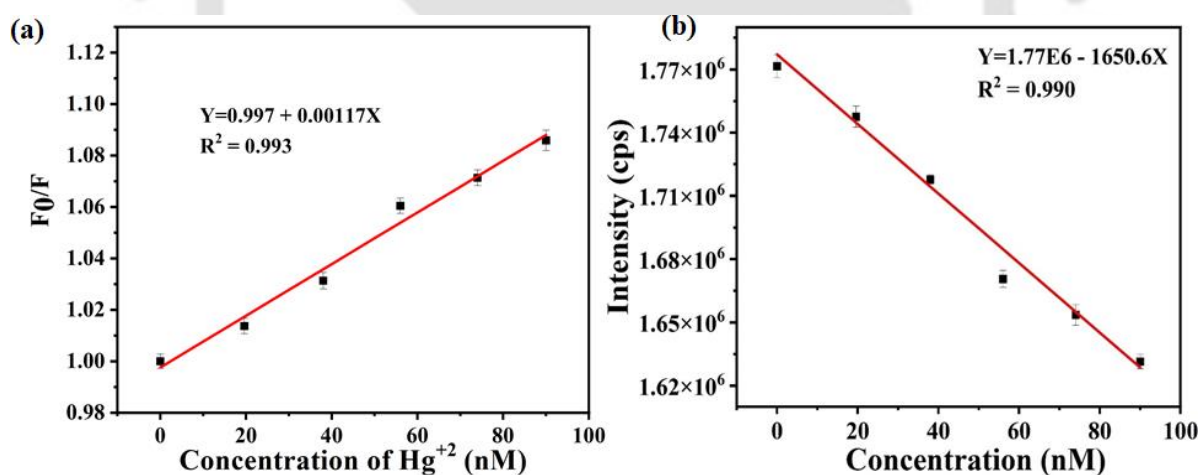 (a)
1.12
1.10
1.08
1.06
1.04
1.02
1.00
0.98
F0/F
Y=0.997 + 0.00117X
R² = 0.993
0 20 40 60 80 100
Concentration of Hg⁺² (nM)
(b)
1.77×10⁶
1.74×10⁶
1.71×10⁶
1.68×10⁶
1.65×10⁶
1.62×10⁶
Intensity (cps)
Y=1.77E6 - 1650.6X
R² = 0.990
0 20 40 60 80 100
Concentration (nM)